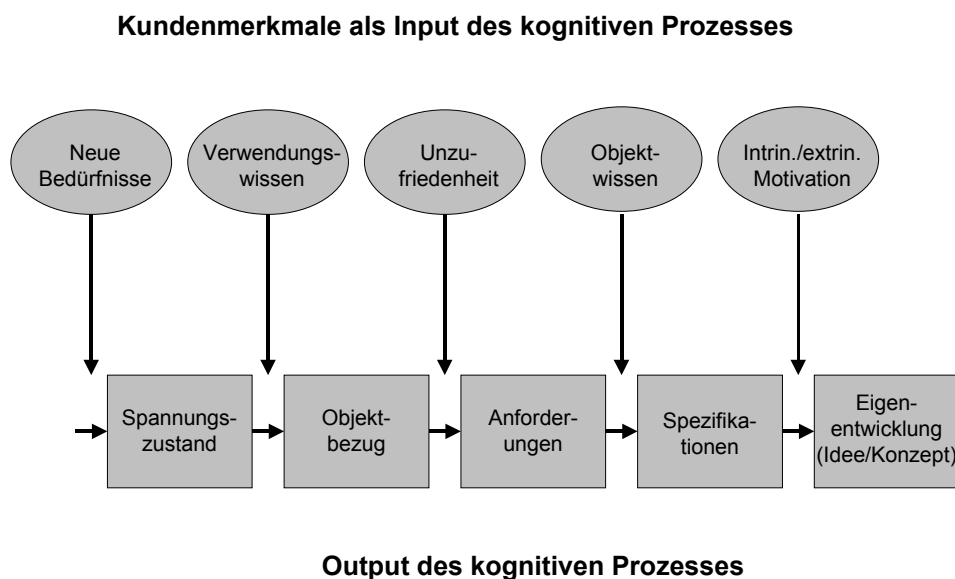 Kundenmerkmale als Input des kognitiven Prozesses
Neue
Bedürfnisse
Verwendungs-
wissen
Unzu-
friedenheit
Objekt-
wissen
Intrin./extrin.
Motivation
Spannungs-
zustand
Objekt-
bezug
Anforder-
ungen
Spezifika-
tionen
Eigen-
entwicklung
(Idee/Konzept)
Output des kognitiven Prozesses